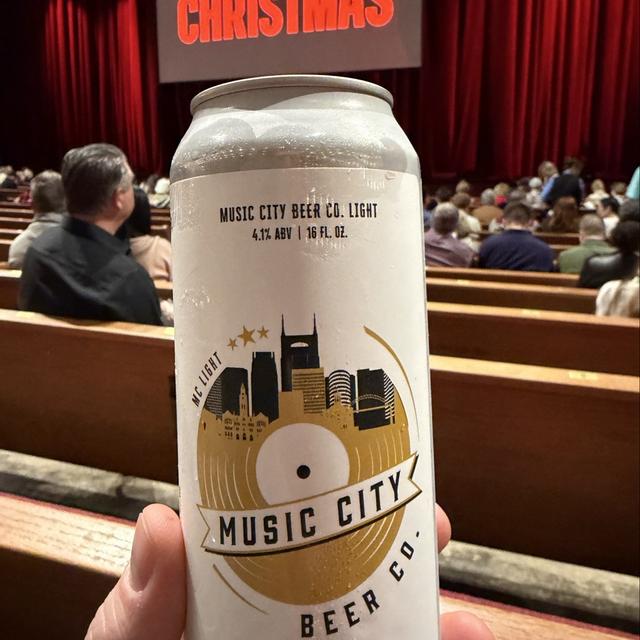 CHRISTMAS
MUSIC CITY BEER CO. LIGHT
4.1% ABV | 16 FL. OZ.
MC LIGHT
MUSIC CITY
BEER CO.